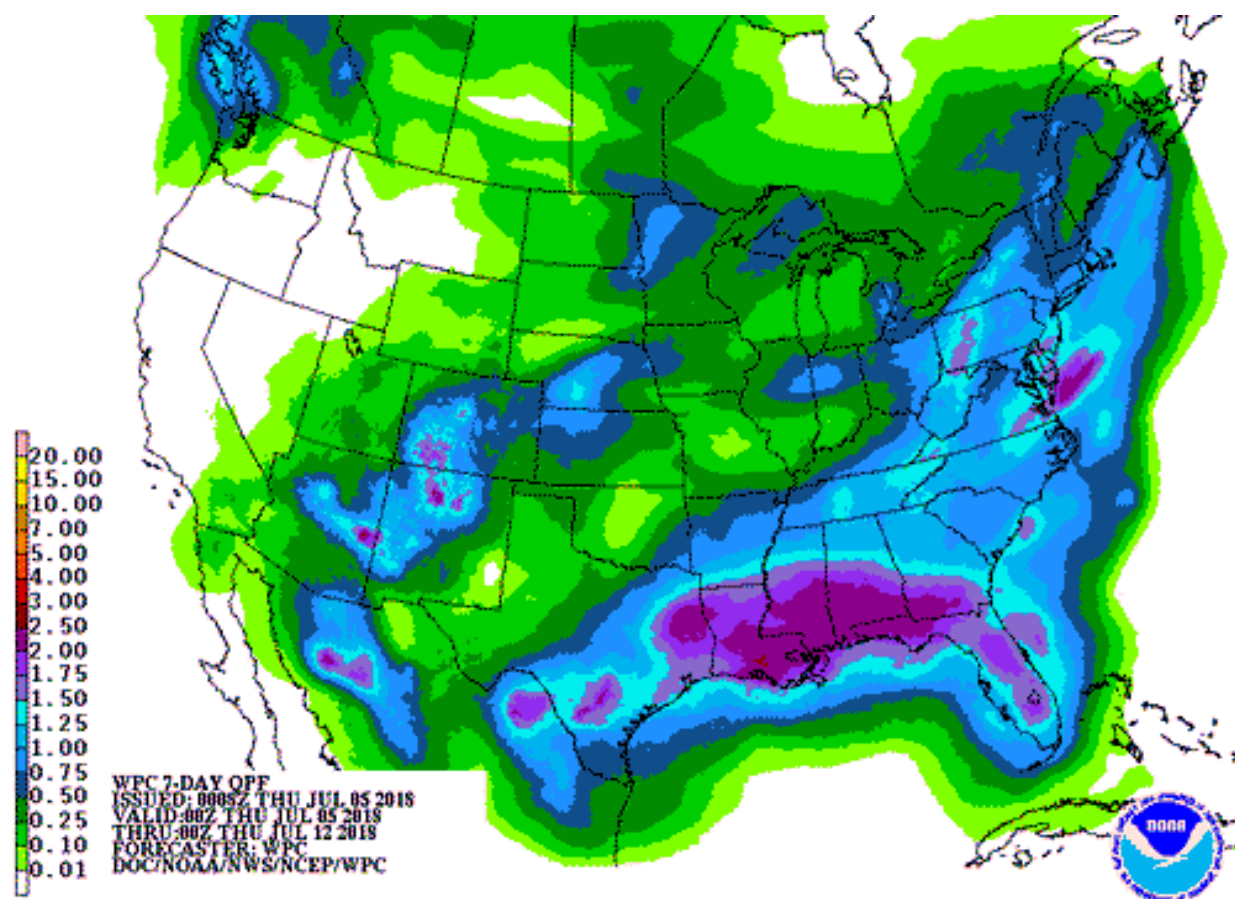 20.00
15.00
10.00
7.00
5.00
4.00
3.00
2.50
2.00
1.75
1.50
1.25
1.00
0.75
0.50
0.25
0.10
0.01
WPC 7-DAY QPF
ISSUED: 0008Z THU JUL 05 2018
VALID:00Z THU JUL 05 2018
THRU:00Z THU JUL 12 2018
FORECASTER: WPC
DOC/NOAA/NWS/NCEP/WPC
NOAA